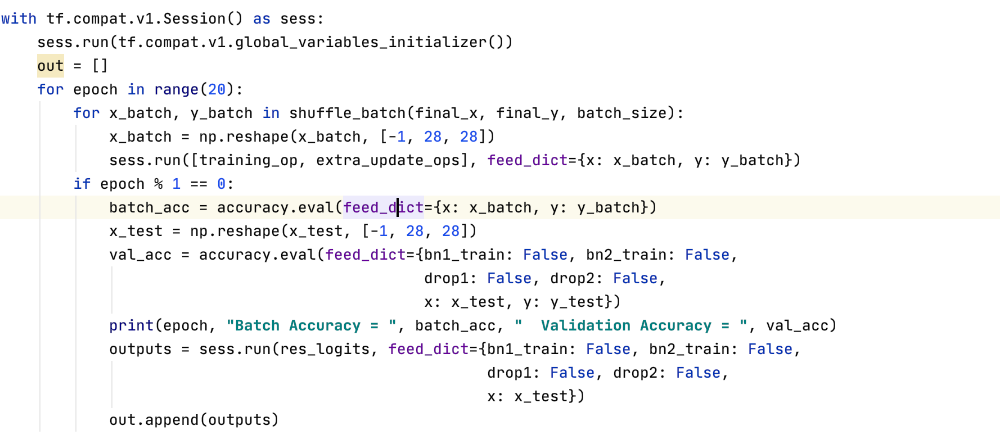 with tf.compat.v1.Session() as sess:
    sess.run(tf.compat.v1.global_variables_initializer())
    out = []
    for epoch in range(20):
        for x_batch, y_batch in shuffle_batch(final_x, final_y, batch_size):
            x_batch = np.reshape(x_batch, [-1, 28, 28])
            sess.run([training_op, extra_update_ops], feed_dict={x: x_batch, y: y_batch})
        if epoch % 1 == 0:
            batch_acc = accuracy.eval(feed_dict={x: x_batch, y: y_batch})
            x_test = np.reshape(x_test, [-1, 28, 28])
            val_acc = accuracy.eval(feed_dict={bn1_train: False, bn2_train: False,
                                               drop1: False, drop2: False,
                                               x: x_test, y: y_test})
            print(epoch, "Batch Accuracy = ", batch_acc, "  Validation Accuracy = ", val_acc)
            outputs = sess.run(res_logits, feed_dict={bn1_train: False, bn2_train: False,
                                                      drop1: False, drop2: False,
                                                      x: x_test})
            out.append(outputs)